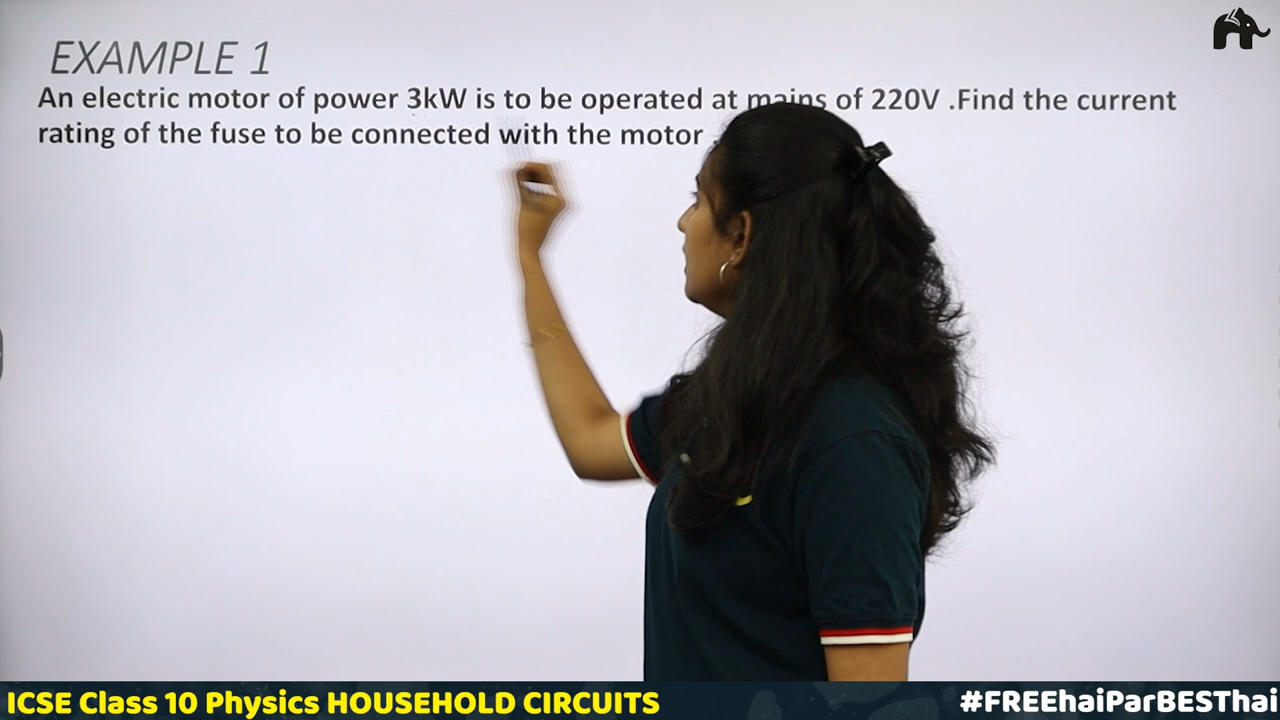 EXAMPLE 1
An electric motor of power 3kW is to be operated at mains of 220V .Find the current
rating of the fuse to be connected with the motor
ICSE Class 10 Physics HOUSEHOLD CIRCUITS
#FREEhaiParBESThai